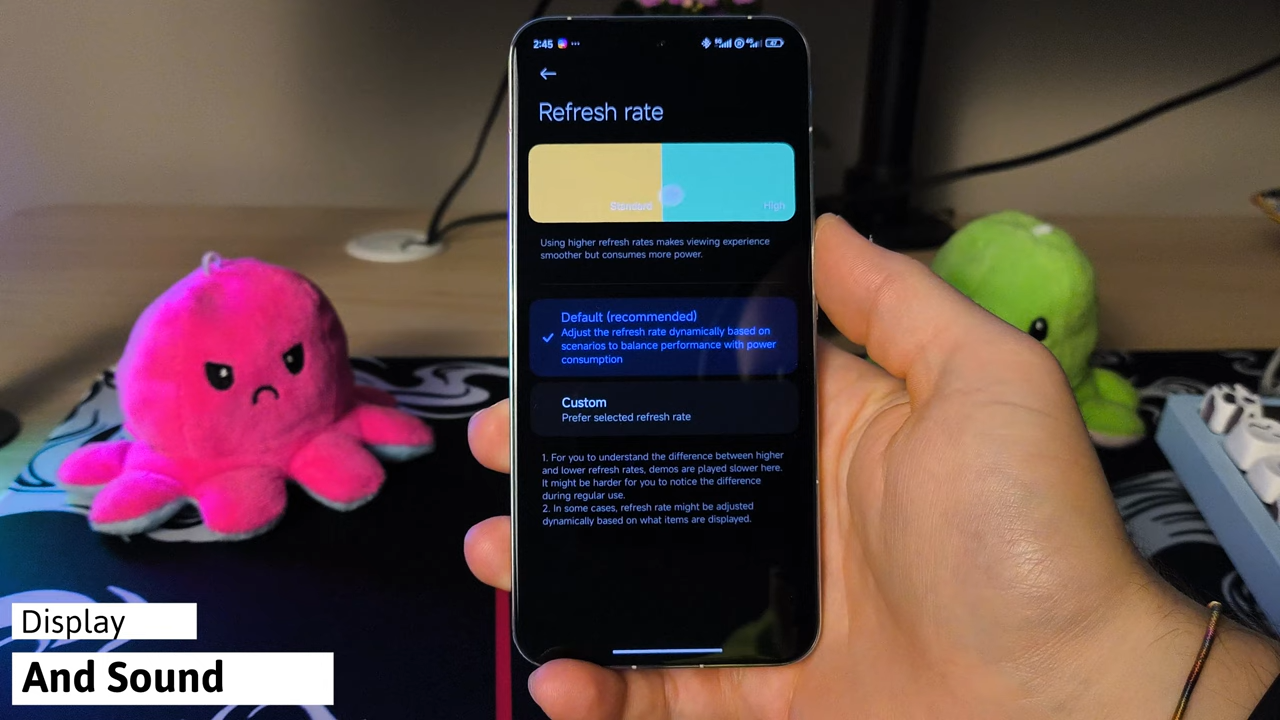 2:45
47
Refresh rate
Standard
High
Using higher refresh rates makes viewing experience
smoother but consumes more power.
Default (recommended)
Adjust the refresh rate dynamically based on
scenarios to balance performance with power
consumption
Custom
Prefer selected refresh rate
1. For you to understand the difference between higher
and lower refresh rates, demos are played slower here.
It might be harder for you to notice the difference
during regular use.
2. In some cases, refresh rate might be adjusted
dynamically based on what items are displayed.
Display
And Sound